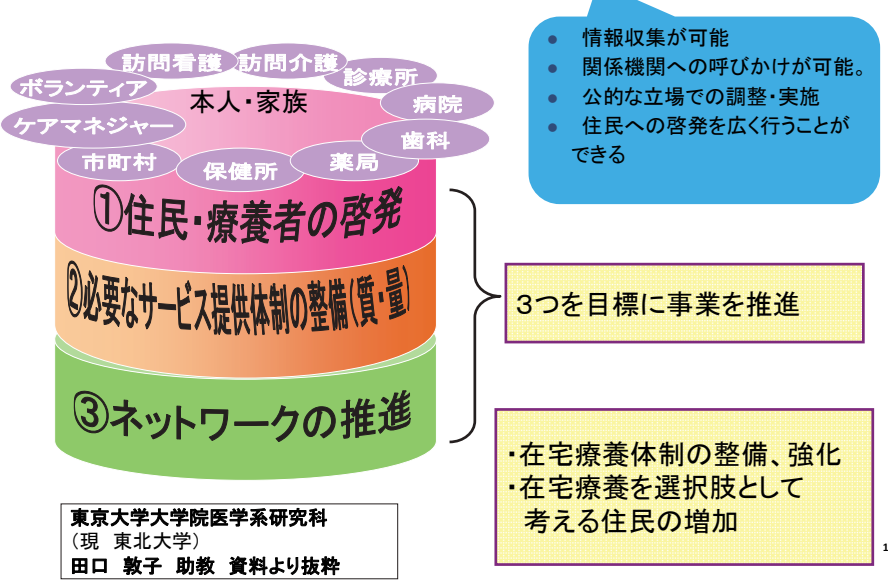 ● 情報収集が可能
● 関係機関への呼びかけが可能。
● 公的な立場での調整・実施
● 住民への啓発を広く行うことが
できる
訪問看護
訪問介護
診療所
ボランティア
病院
本人・家族
ケアマネジャー
歯科
市町村
保健所
薬局
①住民・療養者の啓発
②必要なサービス提供体制の整備(質・量)
③ネットワークの推進
3つを目標に事業を推進
・在宅療養体制の整備、強化
・在宅療養を選択肢として
考える住民の増加
東京大学大学院医学系研究科
(現 東北大学)
田口 敦子 助教 資料より抜粋
1